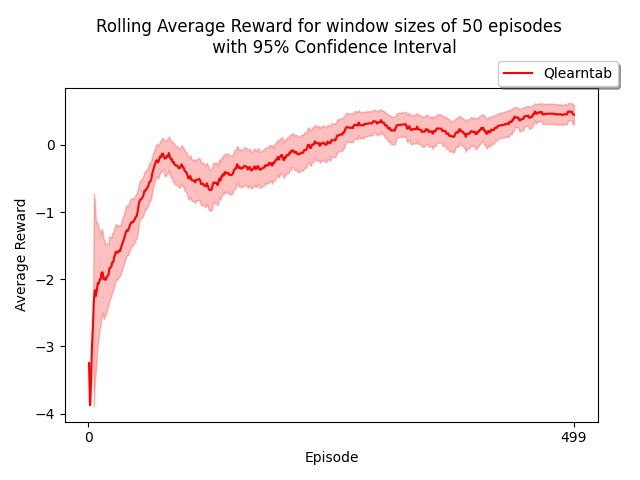 Rolling Average Reward for window sizes of 50 episodes
with 95% Confidence Interval
Qlearntab
0
−1
−2
−3
−4
Average Reward
0
499
Episode